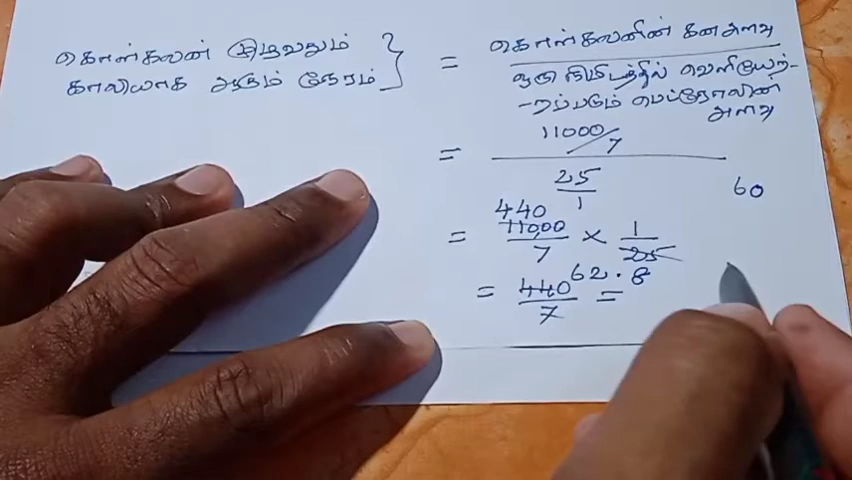 கொள்கலன் முழுவதும் காலியாக ஆகும் நேரம் } = கொள்கலனின் கனஅளவு
ஒரு நிமிடத்தில் வெளியேற்-
-றப்படும் பெட்ரோலின்
அளவு
= 11000/7
25/1
60
440
= 11000/7 × 1/25
= 440/7 = 62.8